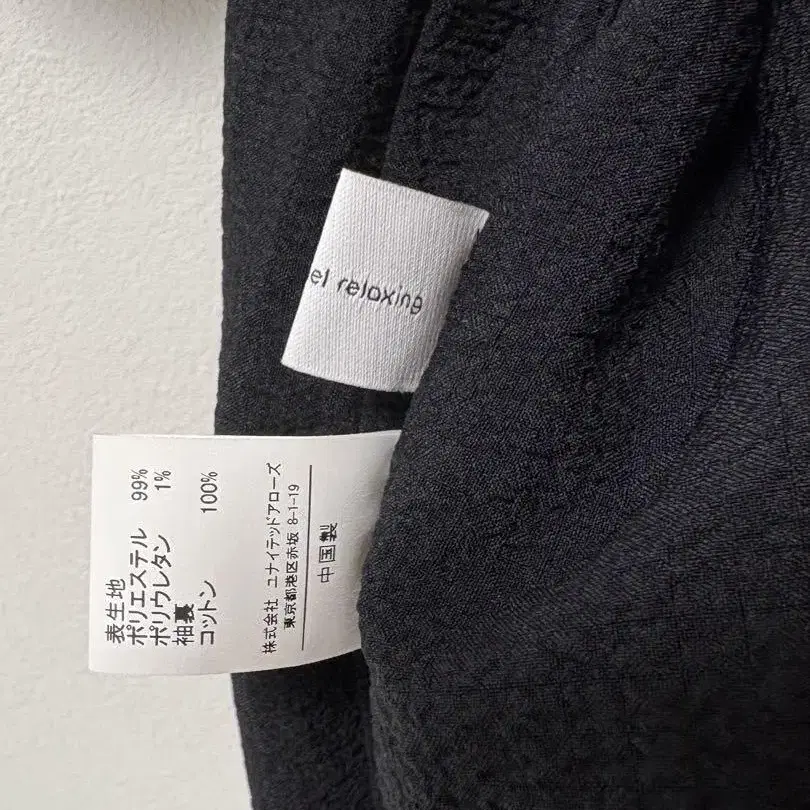 el relaxing
表生地
ポリエステル 99%
ポリウレタン 1%
袖裏
コットン 100%
株式会社 ユナイテッドアローズ
東京都港区赤坂 8-1-19
中国製